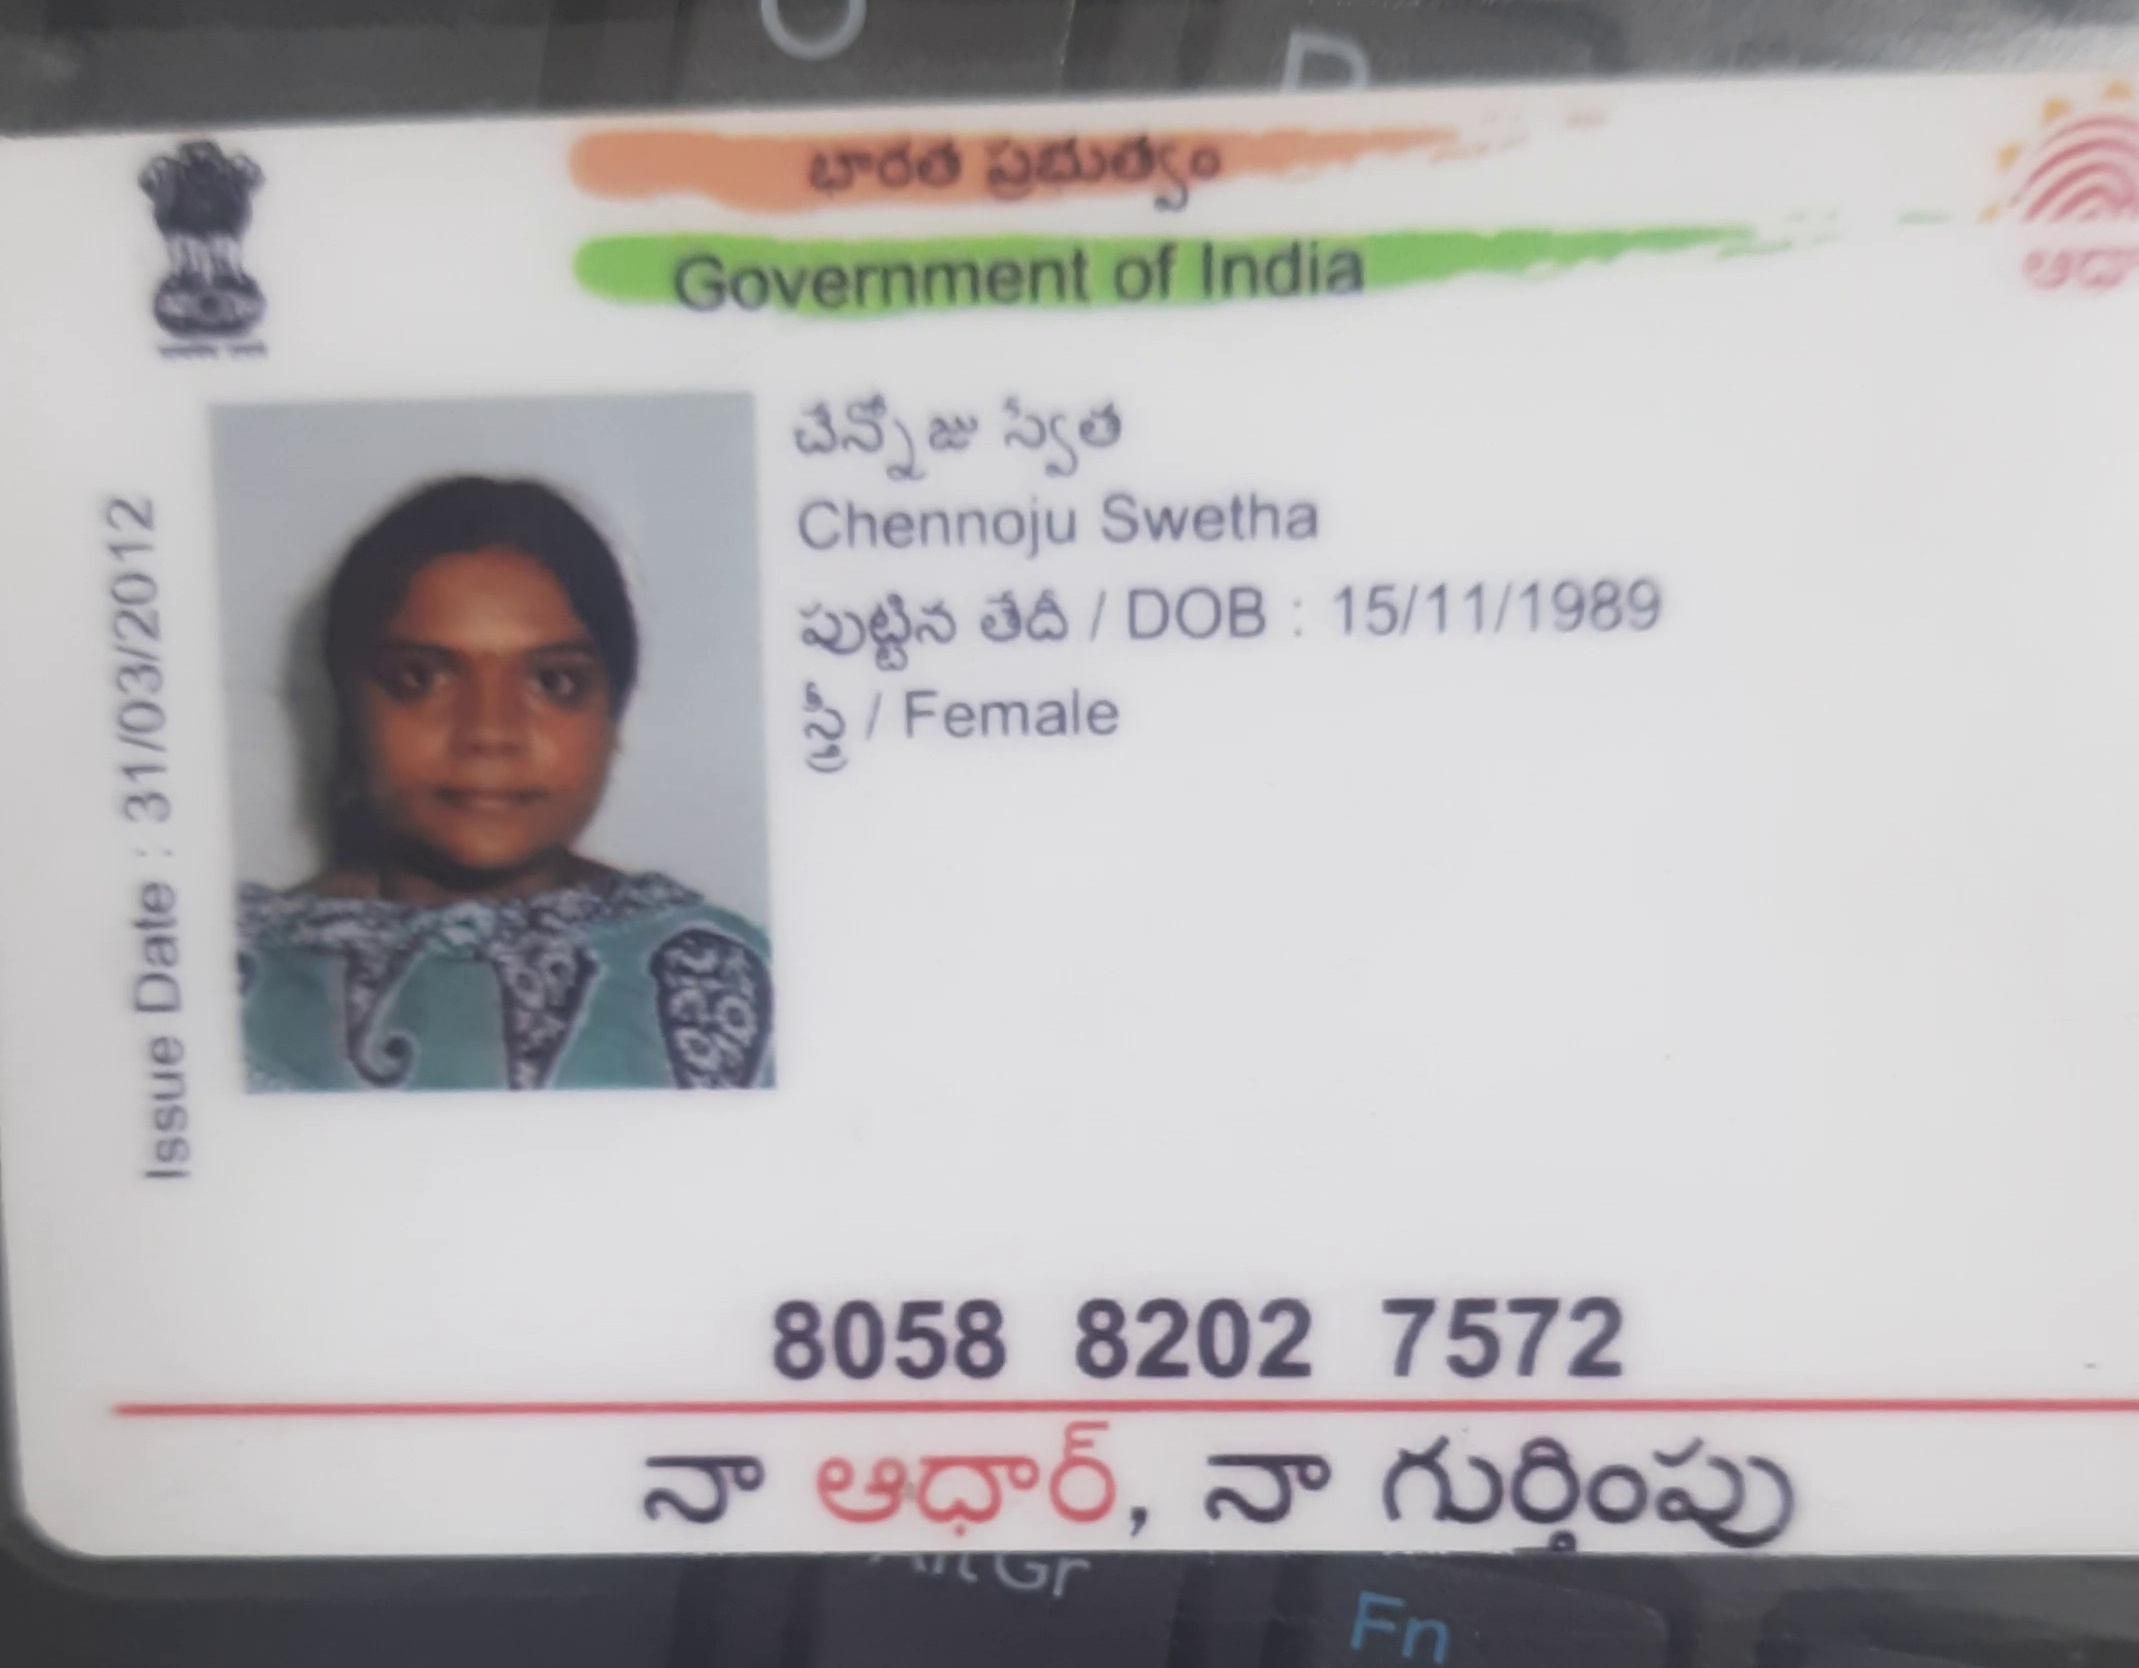 O
P
భారత ప్రభుత్వం
Government of India
ఆధా
చేన్నోజు స్వేత
Chennoju Swetha
పుట్టిన తేదీ / DOB : 15/11/1989
స్త్రీ / Female
Issue Date : 31/03/2012
8058 8202 7572
నా ఆధార్, నా గుర్తింపు
Alt Gr
Fn